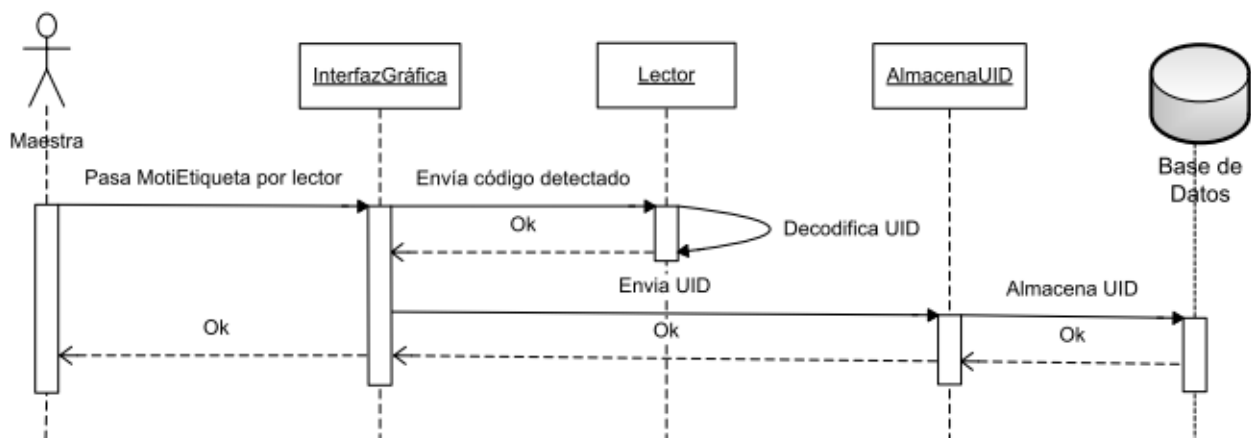 InterfazGráfica
Lector
AlmacenaUID
Maestra
Base de
Datos
Pasa MotiEtiqueta por lector
Envía código detectado
Ok
Decodifica UID
Envia UID
Almacena UID
Ok
Ok
Ok